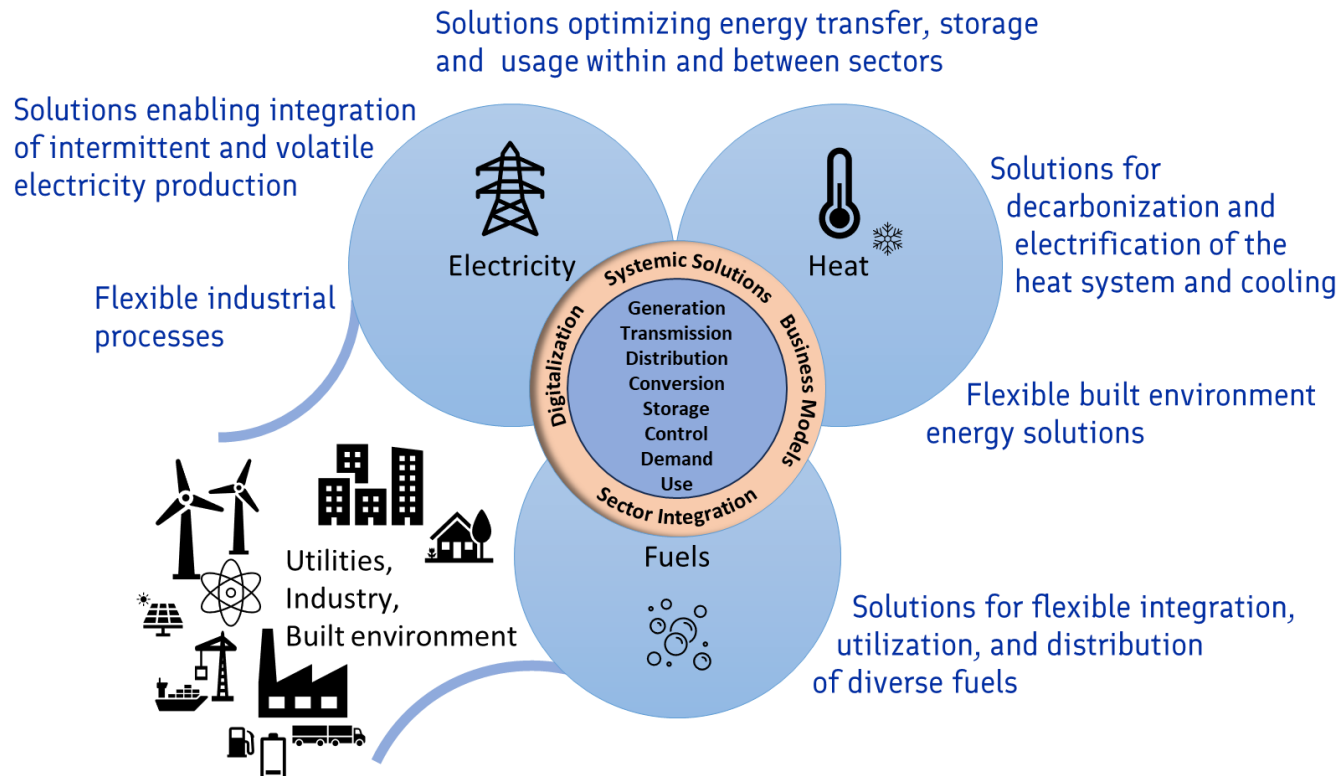 Solutions optimizing energy transfer, storage
and usage within and between sectors
Solutions enabling integration
of intermittent and volatile
electricity production
Solutions for
decarbonization and
electrification of the
heat system and cooling
Electricity
Heat
Systemic Solutions
Digitalization
Business Models
Sector Integration
Generation
Transmission
Distribution
Conversion
Storage
Control
Demand
Use
Flexible industrial
processes
Flexible built environment
energy solutions
Fuels
Utilities,
Industry,
Built environment
Solutions for flexible integration,
utilization, and distribution
of diverse fuels